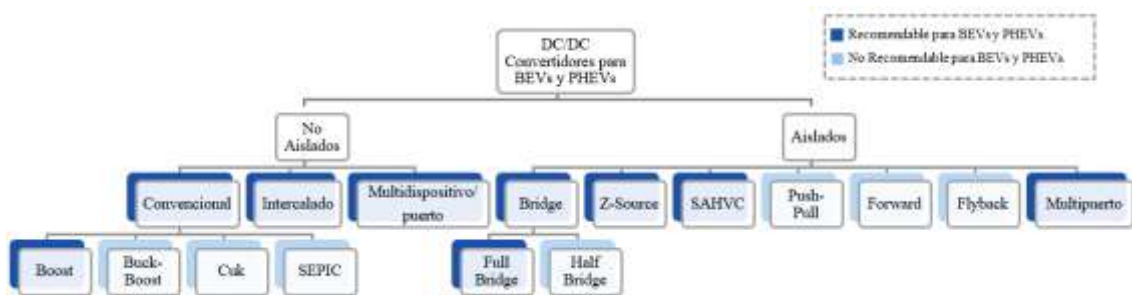 DC/DC
Convertidores para
BEVs y PHEVs
Recomendable para BEVs y PHEVs
No Recomendable para BEVs y PHEVs
No
Aislados
Aislados
Convencional
Intercalado
Multidispositivo/
puerto
Bridge
Z-Source
SAHVC
Push-
Pull
Forward
Flyback
Multipuerto
Boost
Buck-
Boost
Cuk
SEPIC
Full
Bridge
Half
Bridge